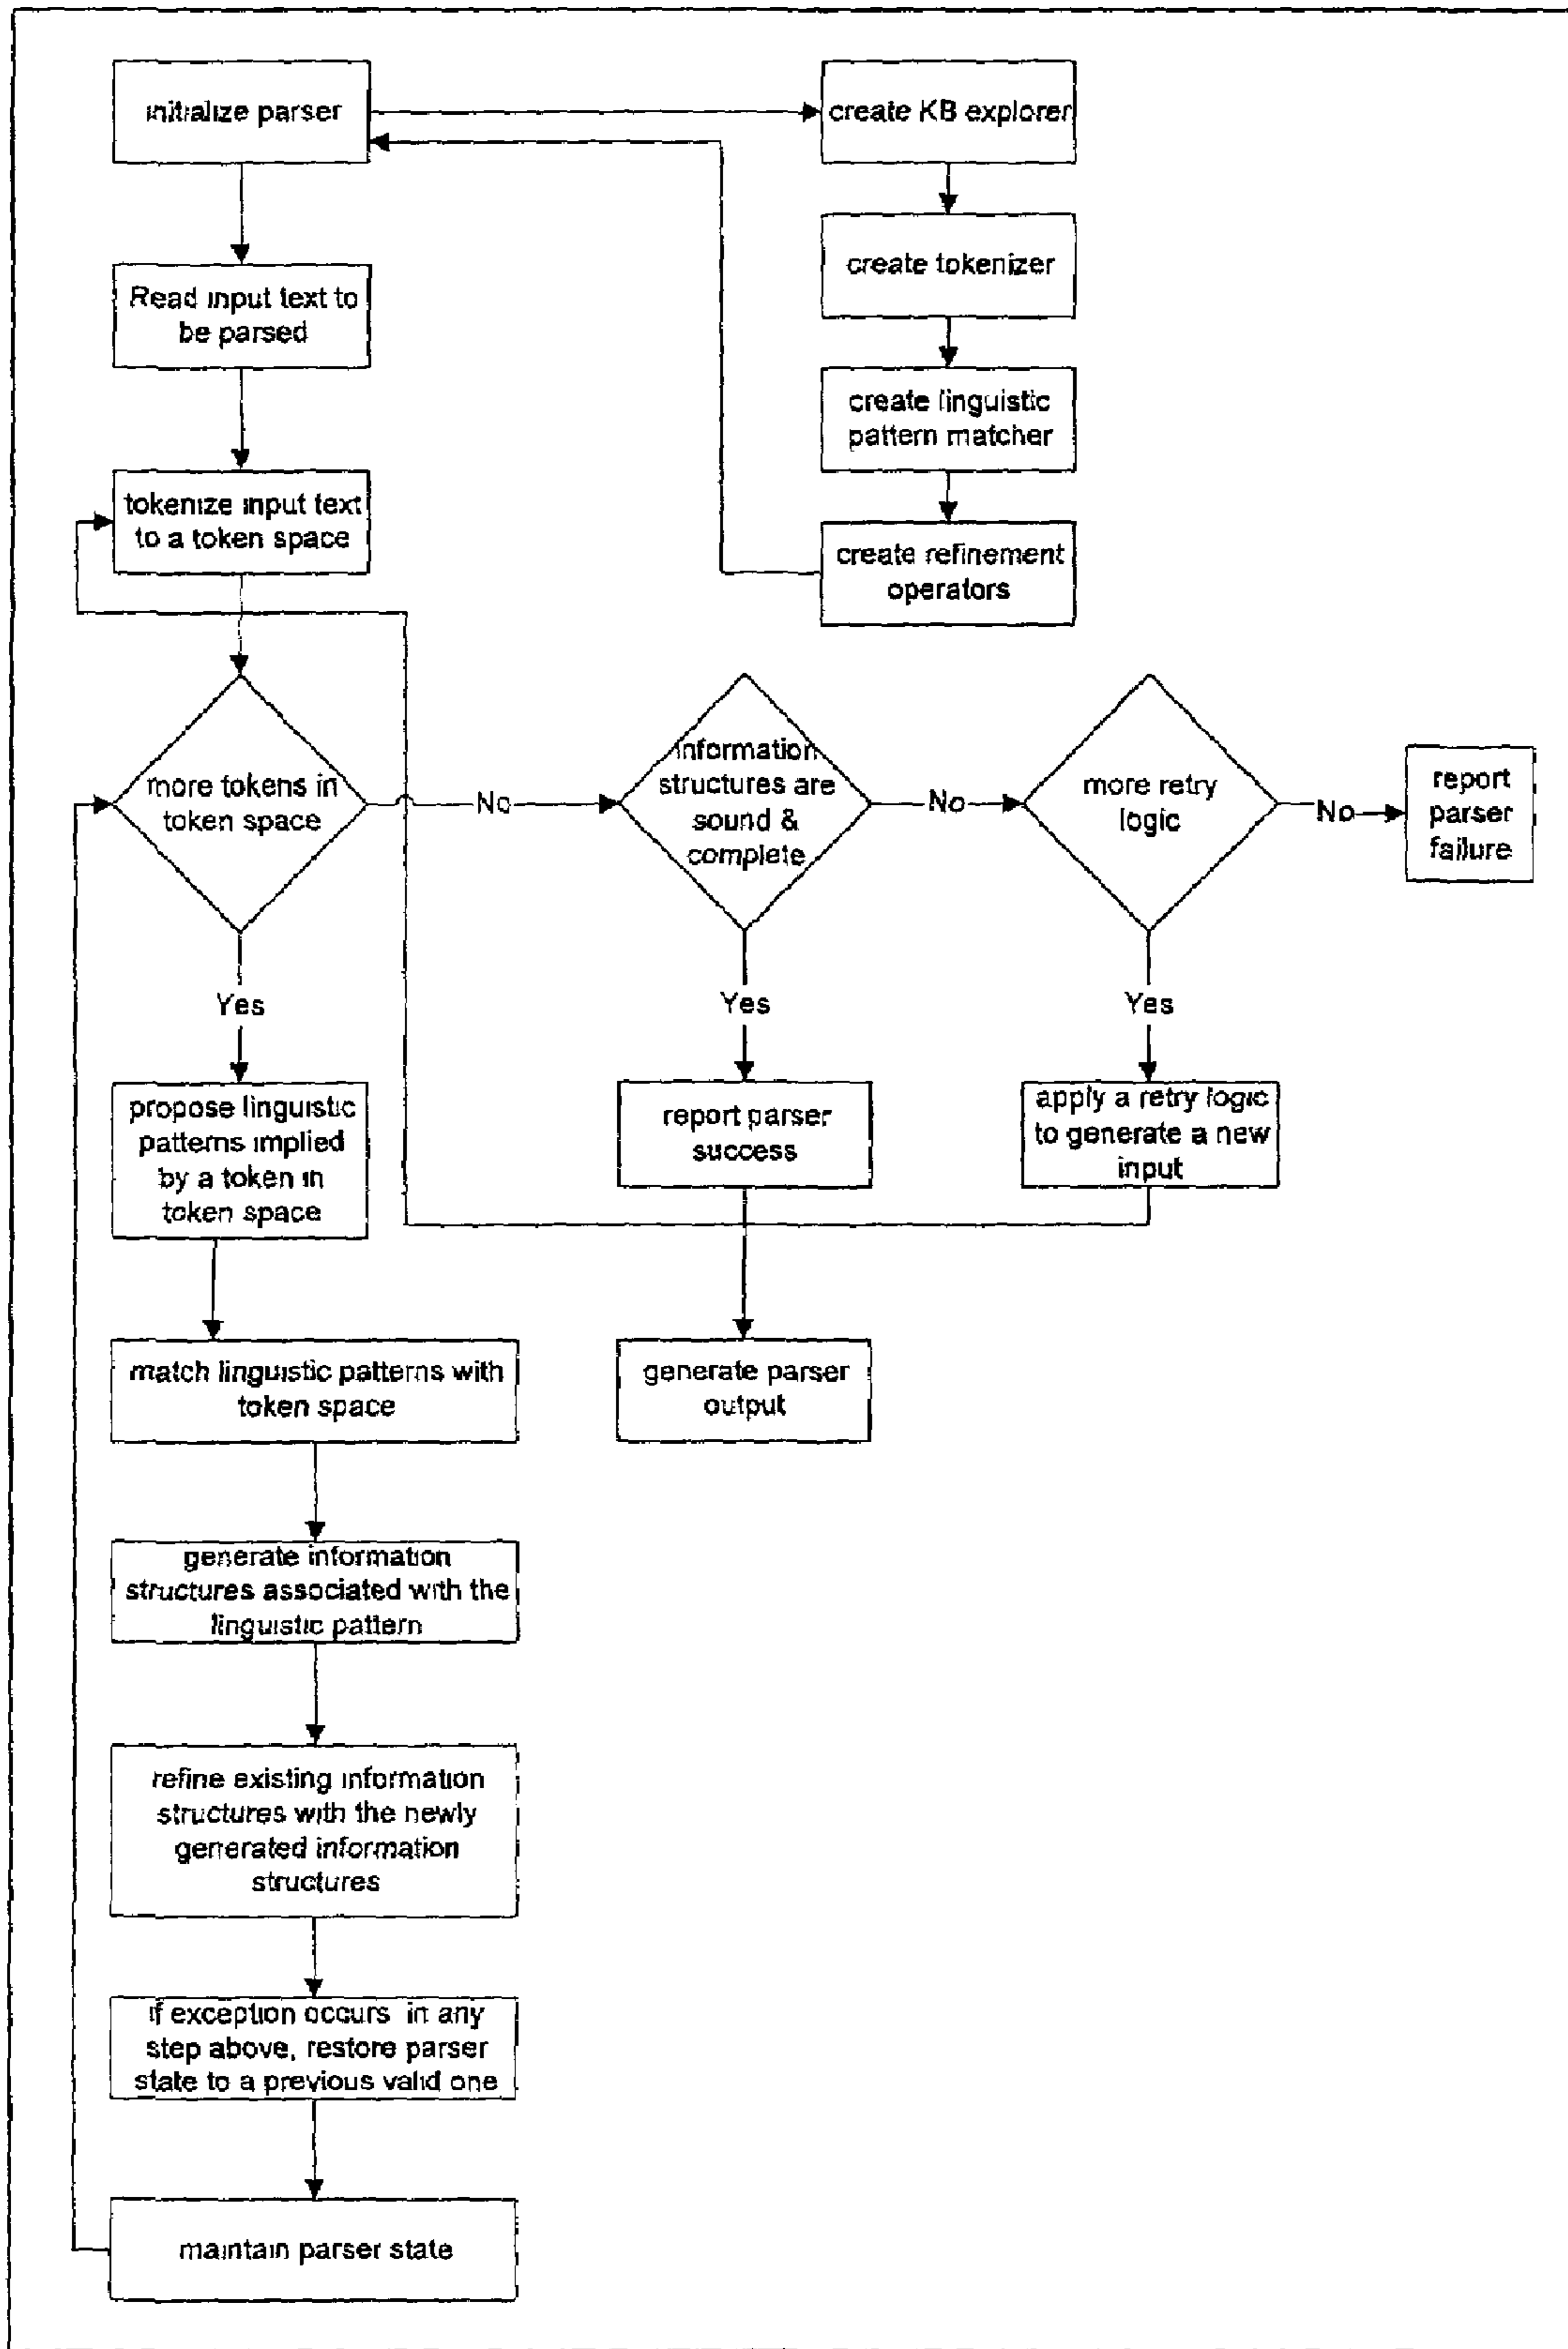 initialize parser
create KB explorer
create tokenizer
Read input text to
be parsed
create linguistic
pattern matcher
tokenize input text
to a token space
create refinement
operators
more tokens in
token space
No
information
structures are
sound &
complete
No
more retry
logic
No
report
parser
failure
Yes
Yes
Yes
propose linguistic
patterns implied
by a token in
token space
report parser
success
apply a retry logic
to generate a new
input
match linguistic patterns with
token space
generate parser
output
generate information
structures associated with the
linguistic pattern
refine existing information
structures with the newly
generated information
structures
if exception occurs in any
step above, restore parser
state to a previous valid one
maintain parser state